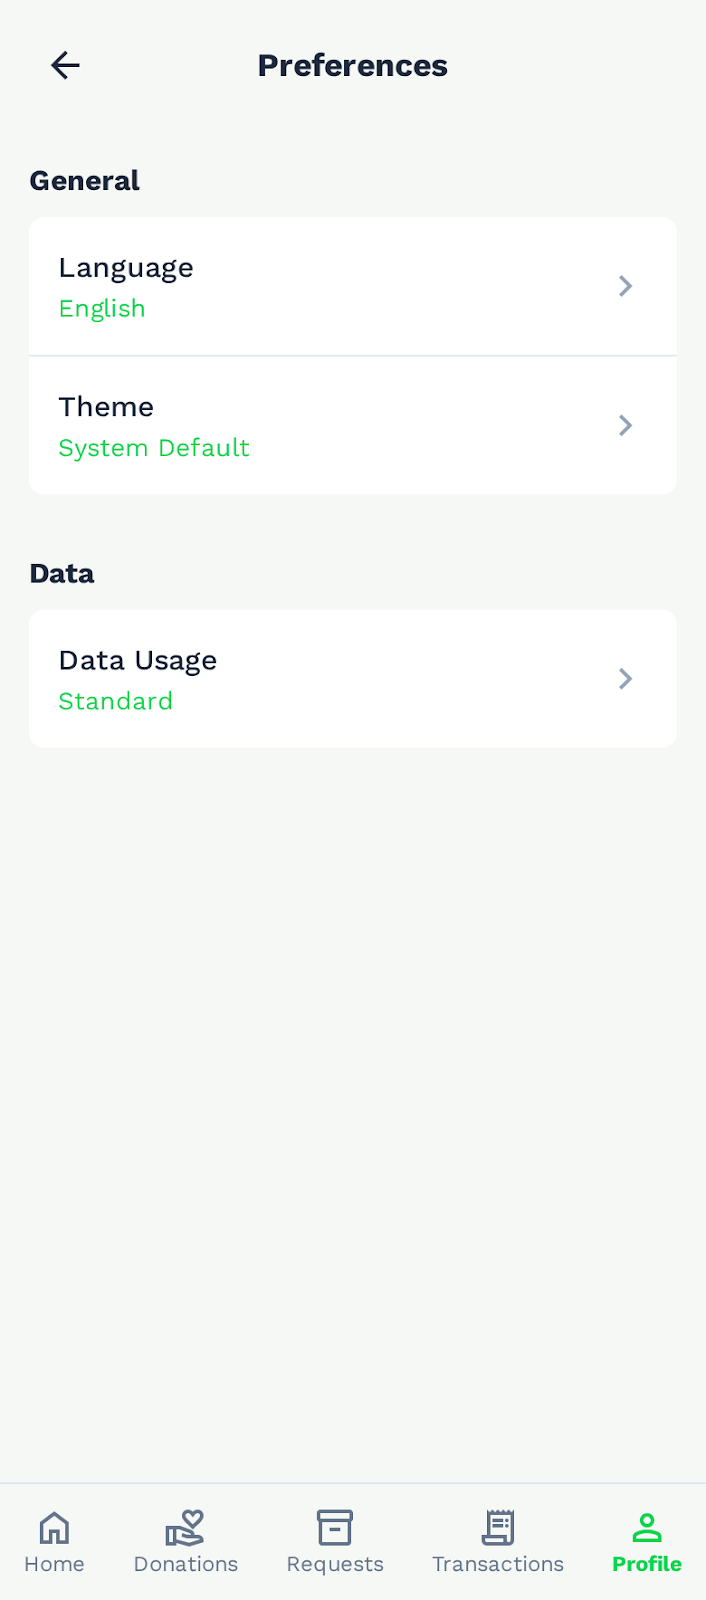 Preferences
General
Language
English
Theme
System Default
Data
Data Usage
Standard
Home
Donations
Requests
Transactions
Profile